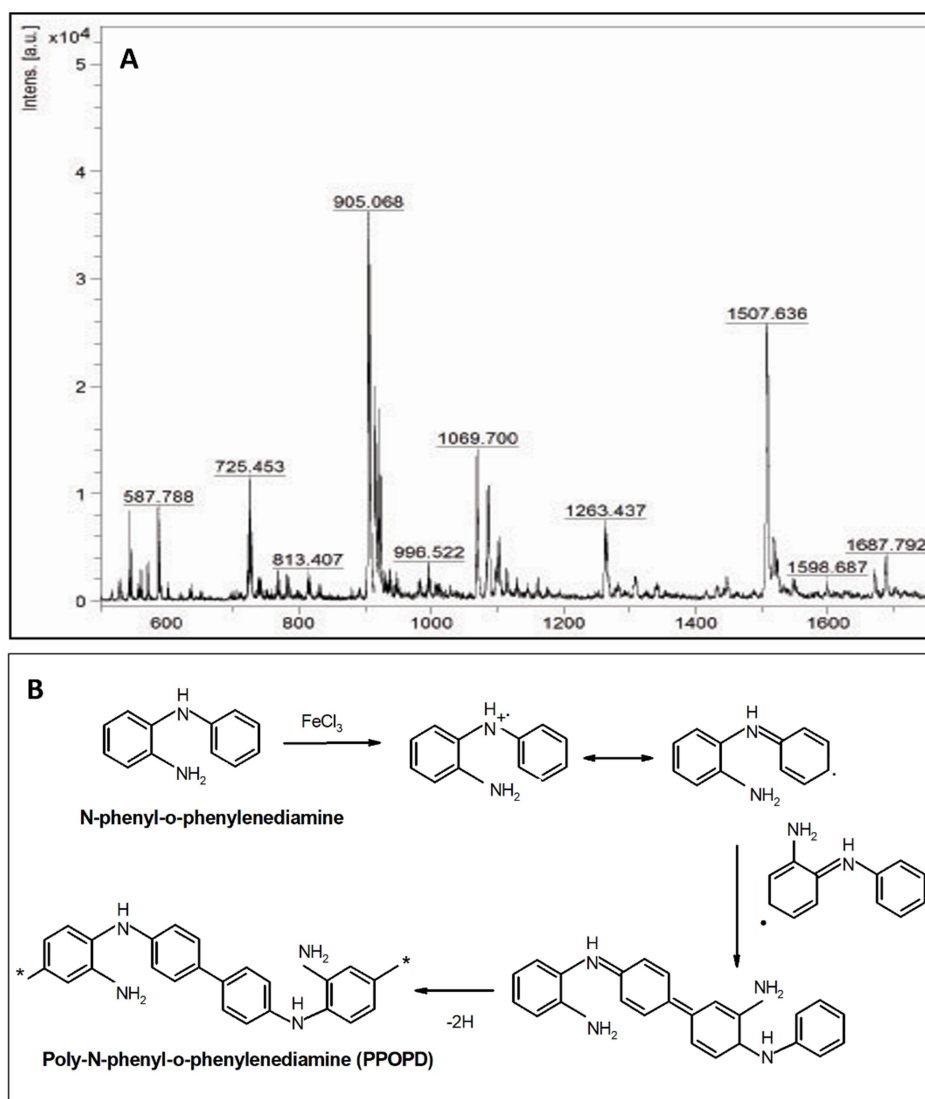 A
Intens. [a.u.]
x10⁴
5
4
3
2
1
0
587.788
725.453
813.407
905.068
996.522
1069.700
1263.437
1507.636
1598.687
1687.792
600
800
1000
1200
1400
1600
B
H
N
NH₂
N-phenyl-o-phenylenediamine
FeCl₃
H
N
+·
NH₂
H
N
NH₂
NH₂
H
N
H
N
NH₂
NH₂
N
H
-2H
H
N
NH₂
NH₂
N
H
*
*
Poly-N-phenyl-o-phenylenediamine (PPOPD)